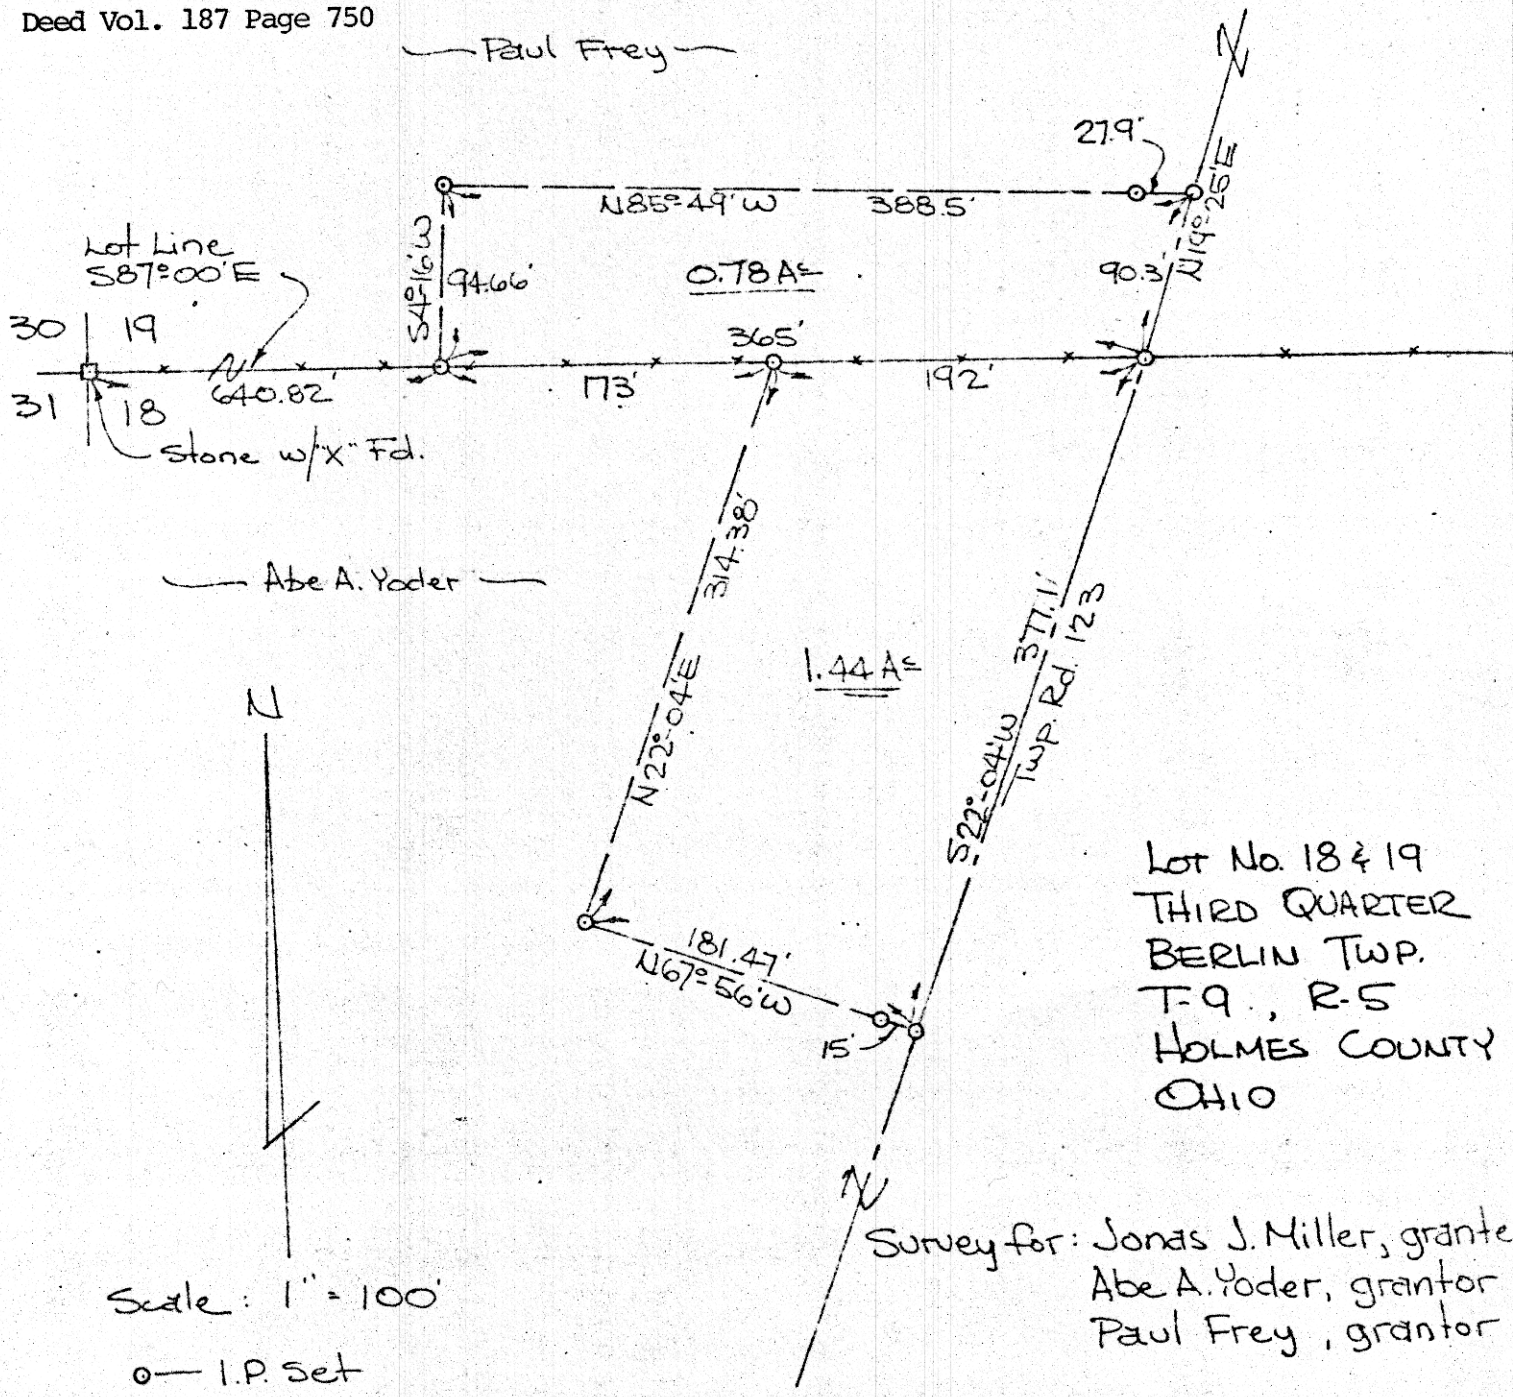 Deed Vol. 187 Page 750
Paul Frey
27.9'
N85°-49'W 388.5'
N19°-25'E
Lot Line
S87°00'E
S4°-16'W
94.66'
0.78 Ac
90.3'
30 19
365'
31 18
640.82'
173'
192'
Stone w/"X" Fd.
314.38'
N22°-04'E
Abe A. Yoder
377.1'
Twp. Rd. 123
S22°-04'W
1.44 Ac
N
181.47'
N67°-56'W
15'
Lot No. 18 & 19
THIRD QUARTER
BERLIN TWP.
T-9., R-5
HOLMES COUNTY
OHIO
Survey for: Jonas J. Miller, grante
Abe A. Yoder, grantor
Paul Frey, grantor
Scale: 1" = 100'
I.P. Set